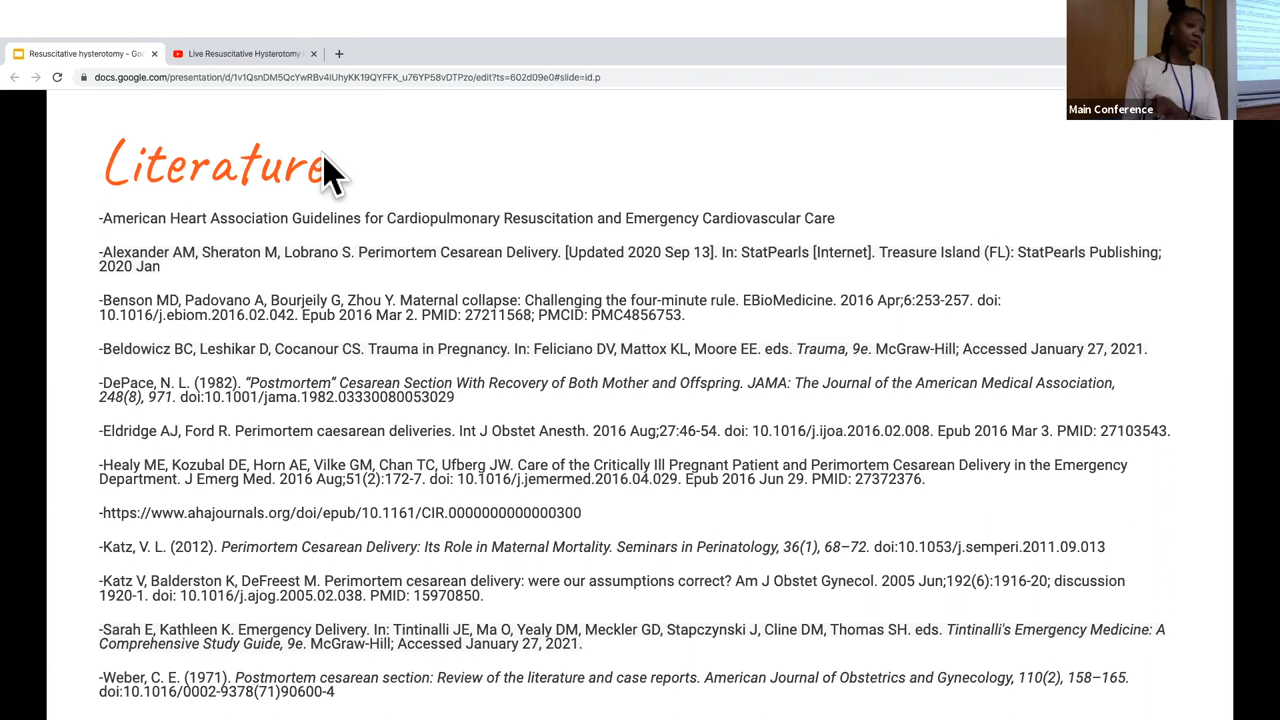 Resuscitative hysterotomy - Goo
Live Resuscitative Hysterotomy
docs.google.com/presentation/d/1v1QsnDM5QcYwRBv4lUhyKK19QYFFK_u76YP58vDTPzo/edit?ts=602d09e0#slide=id.p
Main Conference
Literature
-American Heart Association Guidelines for Cardiopulmonary Resuscitation and Emergency Cardiovascular Care
-Alexander AM, Sheraton M, Lobrano S. Perimortem Cesarean Delivery. [Updated 2020 Sep 13]. In: StatPearls [Internet]. Treasure Island (FL): StatPearls Publishing;
2020 Jan
-Benson MD, Padovano A, Bourjeily G, Zhou Y. Maternal collapse: Challenging the four-minute rule. EBioMedicine. 2016 Apr;6:253-257. doi:
10.1016/j.ebiom.2016.02.042. Epub 2016 Mar 2. PMID: 27211568; PMCID: PMC4856753.
-Beldowicz BC, Leshikar D, Cocanour CS. Trauma in Pregnancy. In: Feliciano DV, Mattox KL, Moore EE. eds. Trauma, 9e. McGraw-Hill; Accessed January 27, 2021.
-DePace, N. L. (1982). “Postmortem” Cesarean Section With Recovery of Both Mother and Offspring. JAMA: The Journal of the American Medical Association,
248(8), 971. doi:10.1001/jama.1982.03330080053029
-Eldridge AJ, Ford R. Perimortem caesarean deliveries. Int J Obstet Anesth. 2016 Aug;27:46-54. doi: 10.1016/j.ijoa.2016.02.008. Epub 2016 Mar 3. PMID: 27103543.
-Healy ME, Kozubal DE, Horn AE, Vilke GM, Chan TC, Ufberg JW. Care of the Critically Ill Pregnant Patient and Perimortem Cesarean Delivery in the Emergency
Department. J Emerg Med. 2016 Aug;51(2):172-7. doi: 10.1016/j.jemermed.2016.04.029. Epub 2016 Jun 29. PMID: 27372376.
-https://www.ahajournals.org/doi/epub/10.1161/CIR.0000000000000300
-Katz, V. L. (2012). Perimortem Cesarean Delivery: Its Role in Maternal Mortality. Seminars in Perinatology, 36(1), 68–72. doi:10.1053/j.semperi.2011.09.013
-Katz V, Balderston K, DeFreest M. Perimortem cesarean delivery: were our assumptions correct? Am J Obstet Gynecol. 2005 Jun;192(6):1916-20; discussion
1920-1. doi: 10.1016/j.ajog.2005.02.038. PMID: 15970850.
-Sarah E, Kathleen K. Emergency Delivery. In: Tintinalli JE, Ma O, Yealy DM, Meckler GD, Stapczynski J, Cline DM, Thomas SH. eds. Tintinalli's Emergency Medicine: A
Comprehensive Study Guide, 9e. McGraw-Hill; Accessed January 27, 2021.
-Weber, C. E. (1971). Postmortem cesarean section: Review of the literature and case reports. American Journal of Obstetrics and Gynecology, 110(2), 158–165.
doi:10.1016/0002-9378(71)90600-4